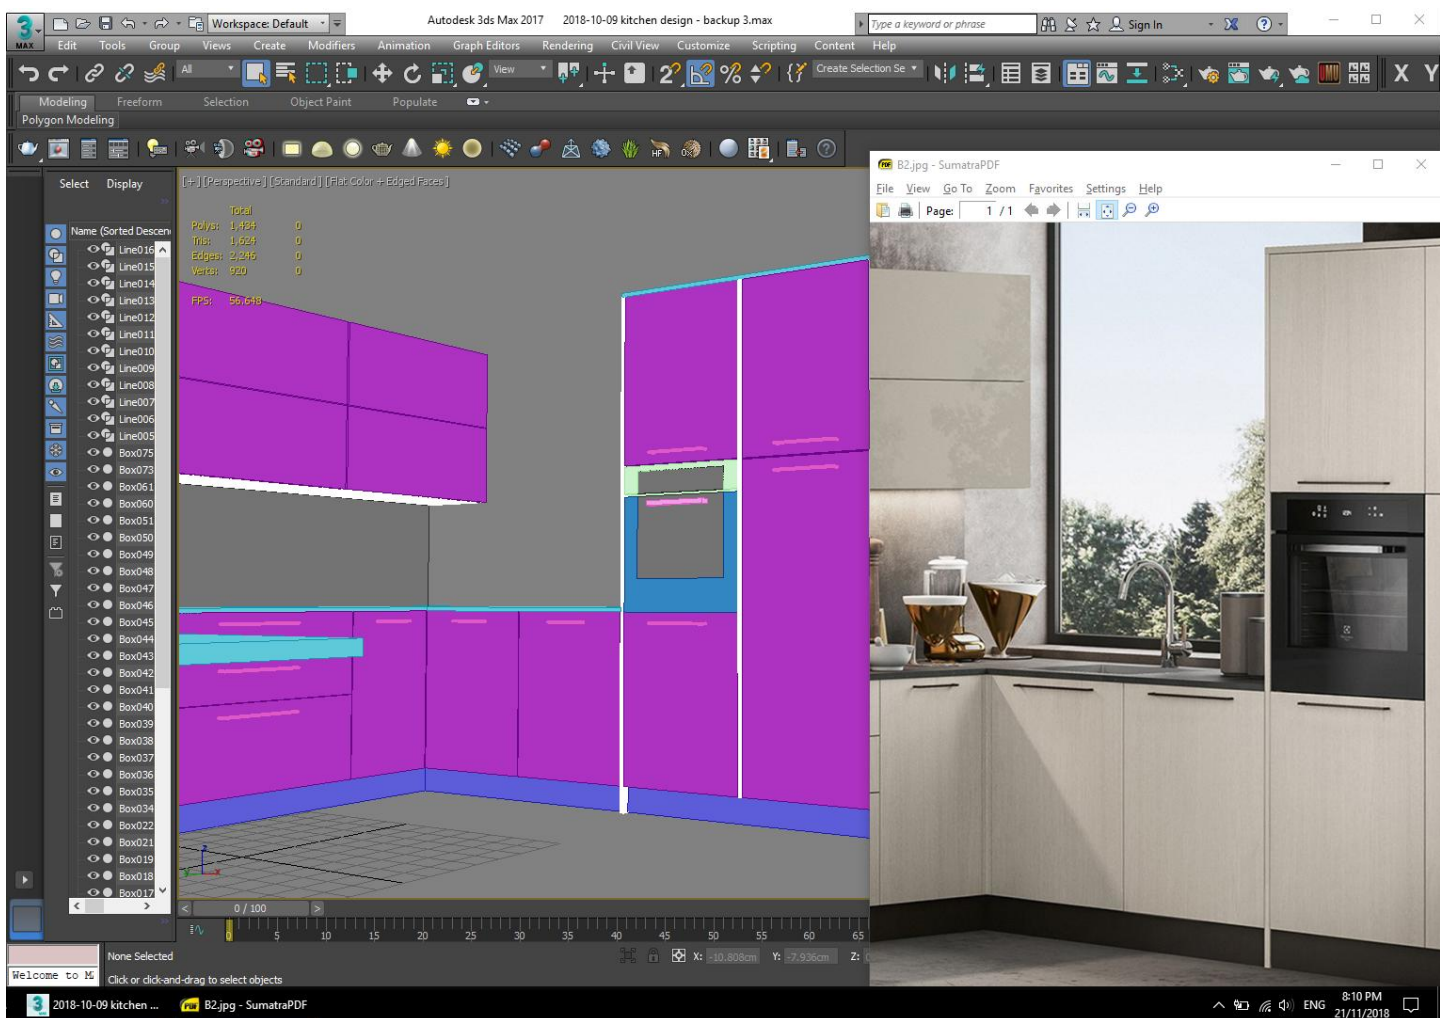 Workspace: Default
Autodesk 3ds Max 2017 2018-10-09 kitchen design - backup 3.max
Type a keyword or phrase
Sign In
MAX
Edit Tools Group Views Create Modifiers Animation Graph Editors Rendering Civil View Customize Scripting Content Help
All
View
Create Selection Se
X Y
Modeling Freeform Selection Object Paint Populate
Polygon Modeling
Select Display
[+] [Perspective] [Standard] [Flat Color + Edged Faces]
Total
Polys: 1,434 0
Tris: 1,624 0
Edges: 2,246 0
Verts: 920 0
FPS: 56,648
Name (Sorted Descen
Line016
Line015
Line014
Line013
Line012
Line011
Line010
Line009
Line008
Line007
Line006
Line005
Box075
Box073
Box061
Box060
Box051
Box050
Box049
Box048
Box047
Box046
Box045
Box044
Box043
Box042
Box041
Box040
Box039
Box038
Box037
Box036
Box035
Box034
Box022
Box021
Box019
Box018
Box017
z
y
x
B2.jpg - SumatraPDF
File View Go To Zoom Favorites Settings Help
Page: 1 / 1
< 0 / 100 >
0 5 10 15 20 25 30 35 40 45 50 55 60 65
None Selected
X: -10.808cm Y: -7.936cm Z:
Welcome to M
Click or click-and-drag to select objects
2018-10-09 kitchen ...
B2.jpg - SumatraPDF
ENG
8:10 PM
21/11/2018